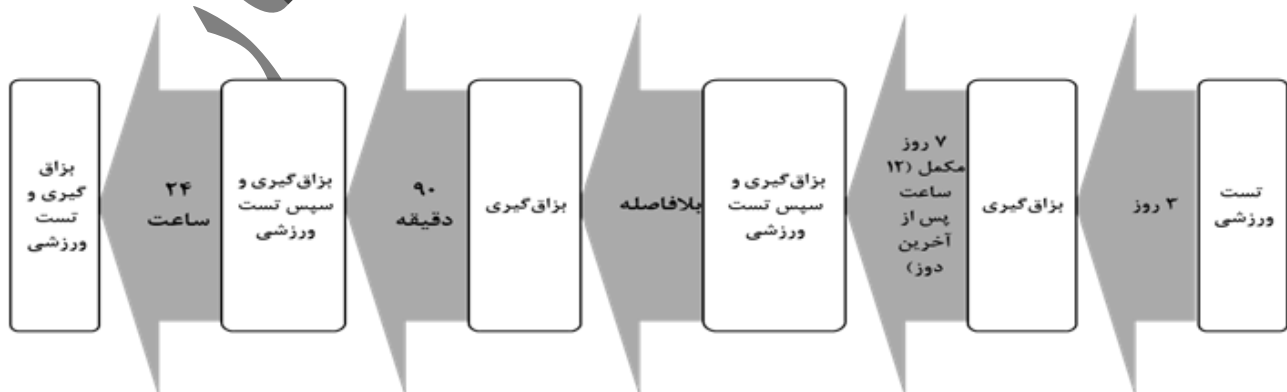 تست
ورزشی
۳ روز
بزاق‌گیری
۷ روز
مکمل (۱۲
ساعت
پس از
آخرین
دوز)
بزاق‌گیری و
سپس تست
ورزشی
بلافاصله
بزاق‌گیری
۹۰
دقیقه
بزاق‌گیری و
سپس تست
ورزشی
۲۴
ساعت
بزاق
گیری و
تست
ورزشی